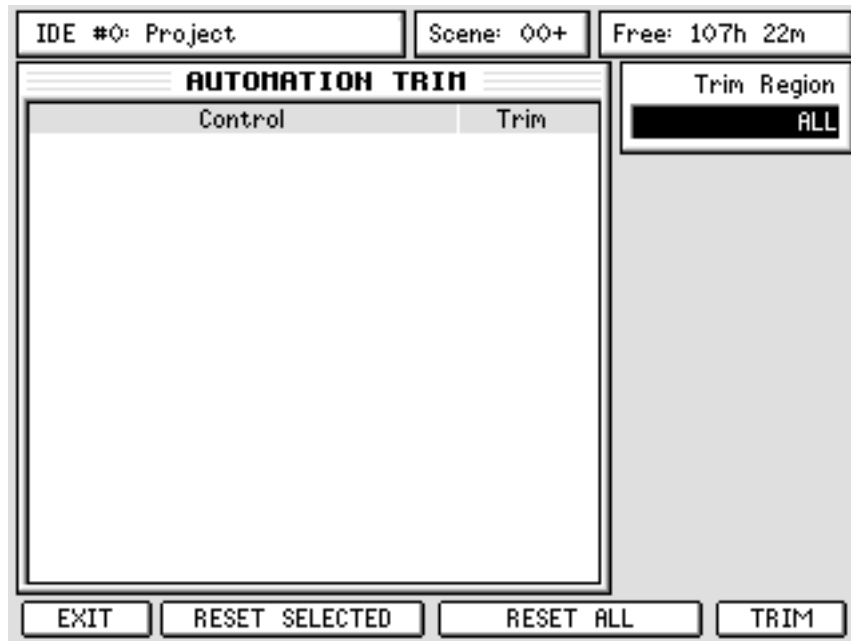 IDE #0: Project
Scene: 00+
Free: 107h 22m
AUTOMATION TRIM
Trim Region
Control
Trim
ALL
EXIT
RESET SELECTED
RESET ALL
TRIM